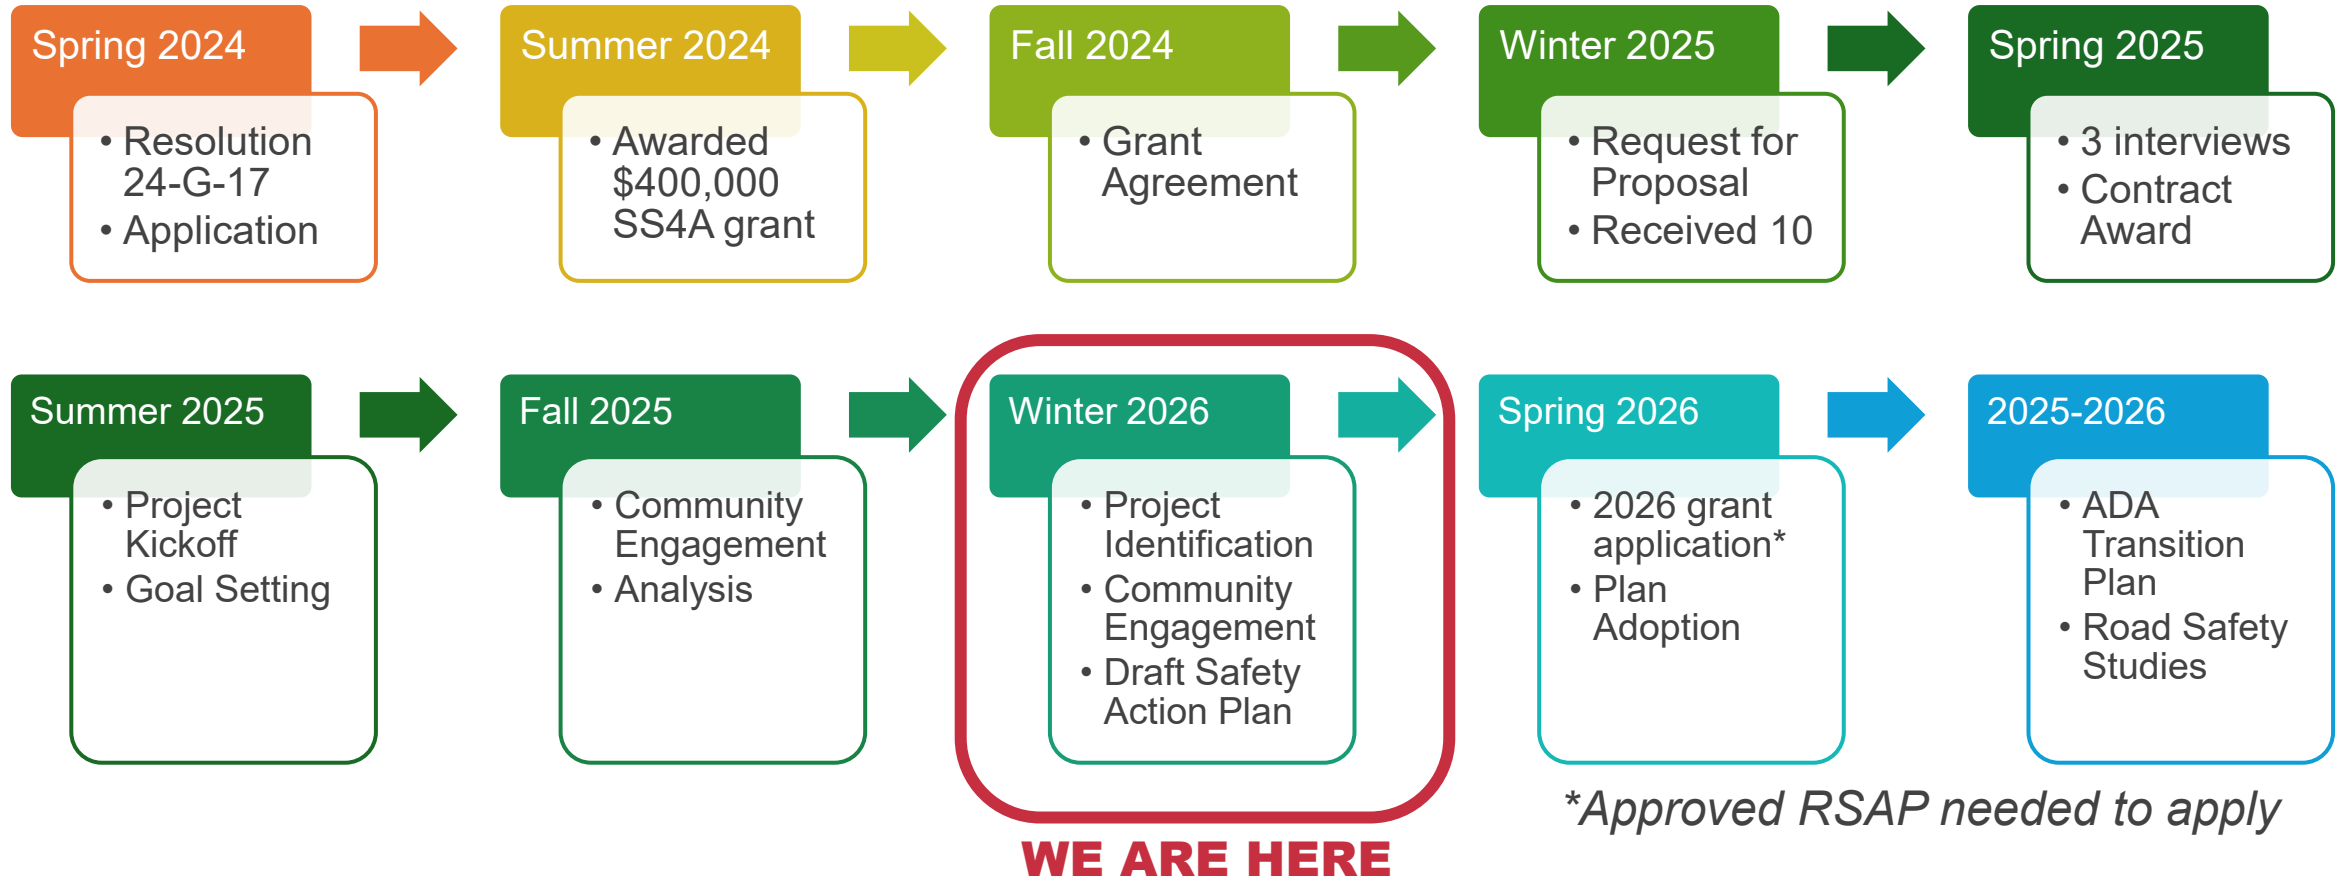 Spring 2024
• Resolution
24-G-17
• Application
Summer 2024
• Awarded
$400,000
SS4A grant
Fall 2024
• Grant
Agreement
Winter 2025
• Request for
Proposal
• Received 10
Spring 2025
• 3 interviews
• Contract
Award
Summer 2025
• Project
Kickoff
• Goal Setting
Fall 2025
• Community
Engagement
• Analysis
Winter 2026
• Project
Identification
• Community
Engagement
• Draft Safety
Action Plan
Spring 2026
• 2026 grant
application*
• Plan
Adoption
2025-2026
• ADA
Transition
Plan
• Road Safety
Studies
*Approved RSAP needed to apply
WE ARE HERE